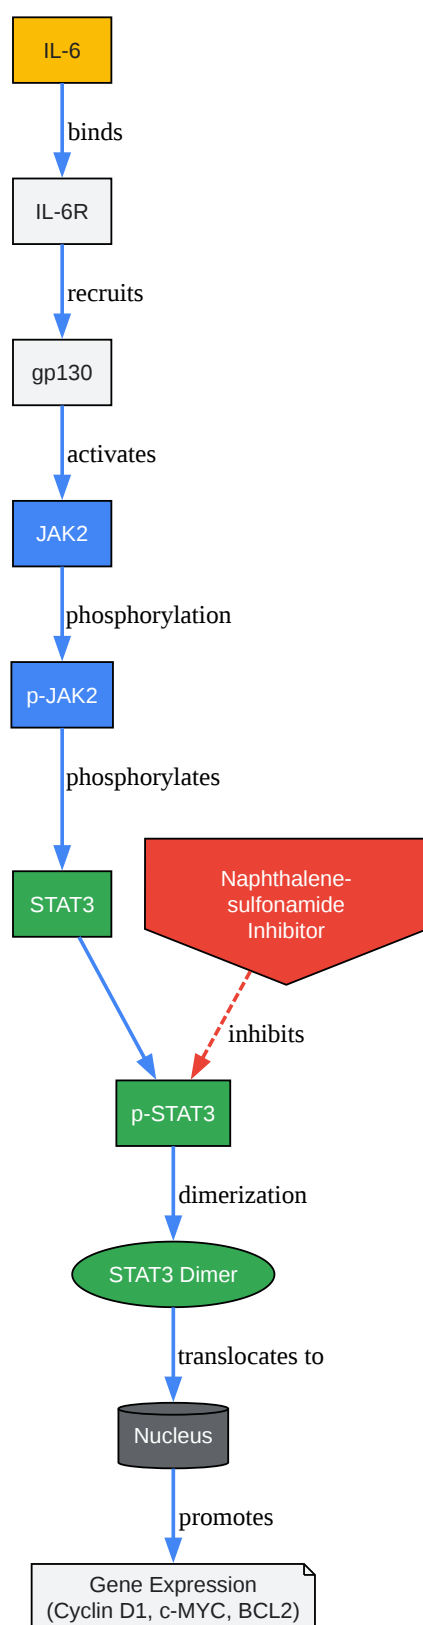 IL-6
binds
IL-6R
recruits
gp130
activates
JAK2
phosphorylation
p-JAK2
phosphorylates
STAT3
Naphthalene-
sulfonamide
Inhibitor
inhibits
p-STAT3
dimerization
STAT3 Dimer
translocates to
Nucleus
promotes
Gene Expression
(Cyclin D1, c-MYC, BCL2)